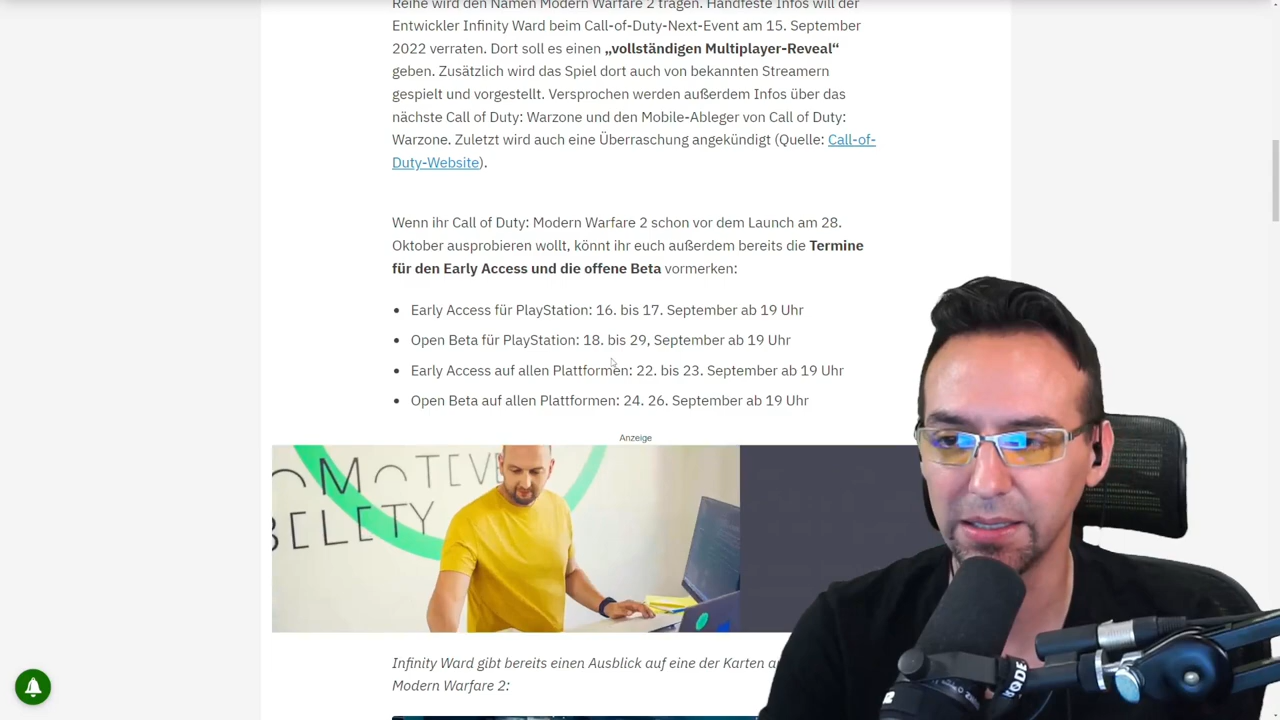 Reihe wird den Namen Modern Warfare 2 tragen. Handfeste Infos will der
Entwickler Infinity Ward beim Call-of-Duty-Next-Event am 15. September
2022 verraten. Dort soll es einen „vollständigen Multiplayer-Reveal“
geben. Zusätzlich wird das Spiel dort auch von bekannten Streamern
gespielt und vorgestellt. Versprochen werden außerdem Infos über das
nächste Call of Duty: Warzone und den Mobile-Ableger von Call of Duty:
Warzone. Zuletzt wird auch eine Überraschung angekündigt (Quelle: Call-of-
Duty-Website).
Wenn ihr Call of Duty: Modern Warfare 2 schon vor dem Launch am 28.
Oktober ausprobieren wollt, könnt ihr euch außerdem bereits die Termine
für den Early Access und die offene Beta vormerken:
• Early Access für PlayStation: 16. bis 17. September ab 19 Uhr
• Open Beta für PlayStation: 18. bis 29, September ab 19 Uhr
• Early Access auf allen Plattformen: 22. bis 23. September ab 19 Uhr
• Open Beta auf allen Plattformen: 24. 26. September ab 19 Uhr
Anzeige
Infinity Ward gibt bereits einen Ausblick auf eine der Karten
Modern Warfare 2: